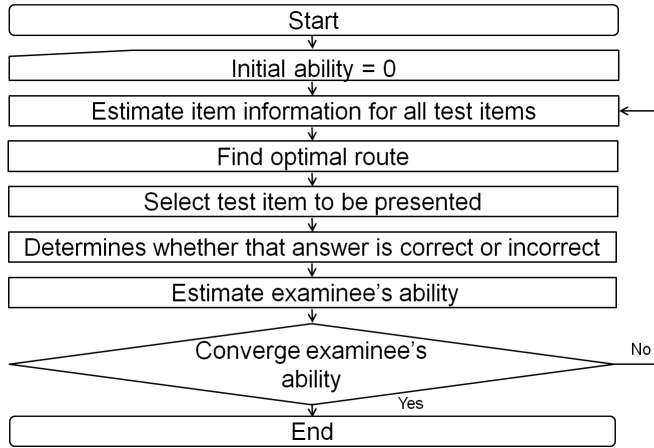 Start
Initial ability = 0
Estimate item information for all test items
Find optimal route
Select test item to be presented
Determines whether that answer is correct or incorrect
Estimate examinee’s ability
Converge examinee’s
ability
No
Yes
End